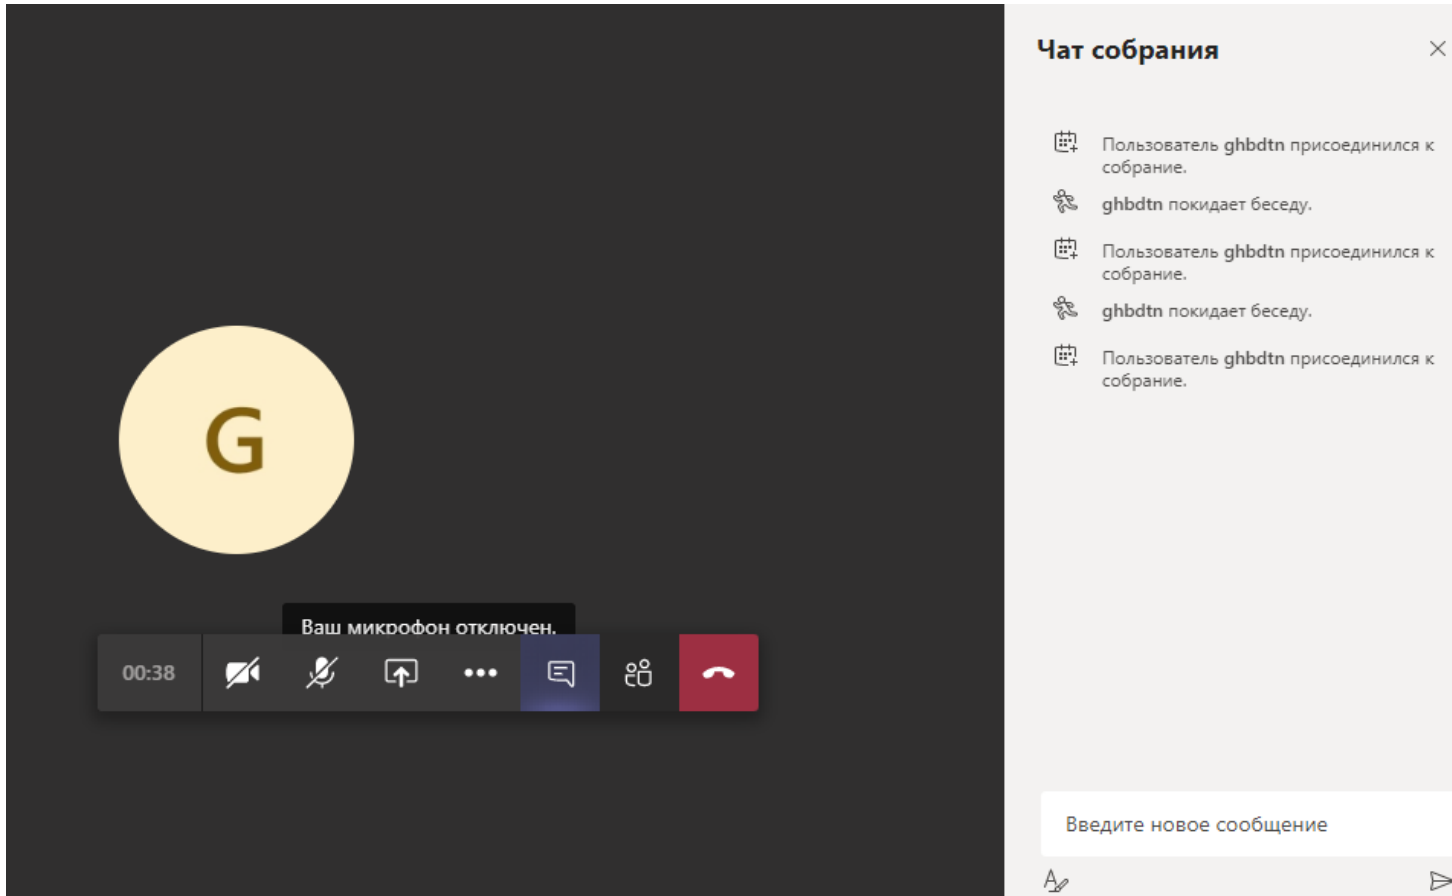 Чат собрания
Пользователь ghbdtn присоединился к
собрание.
ghbdtn покидает беседу.
Пользователь ghbdtn присоединился к
собрание.
ghbdtn покидает беседу.
Пользователь ghbdtn присоединился к
собрание.
G
Ваш микрофон отключен.
00:38
Введите новое сообщение